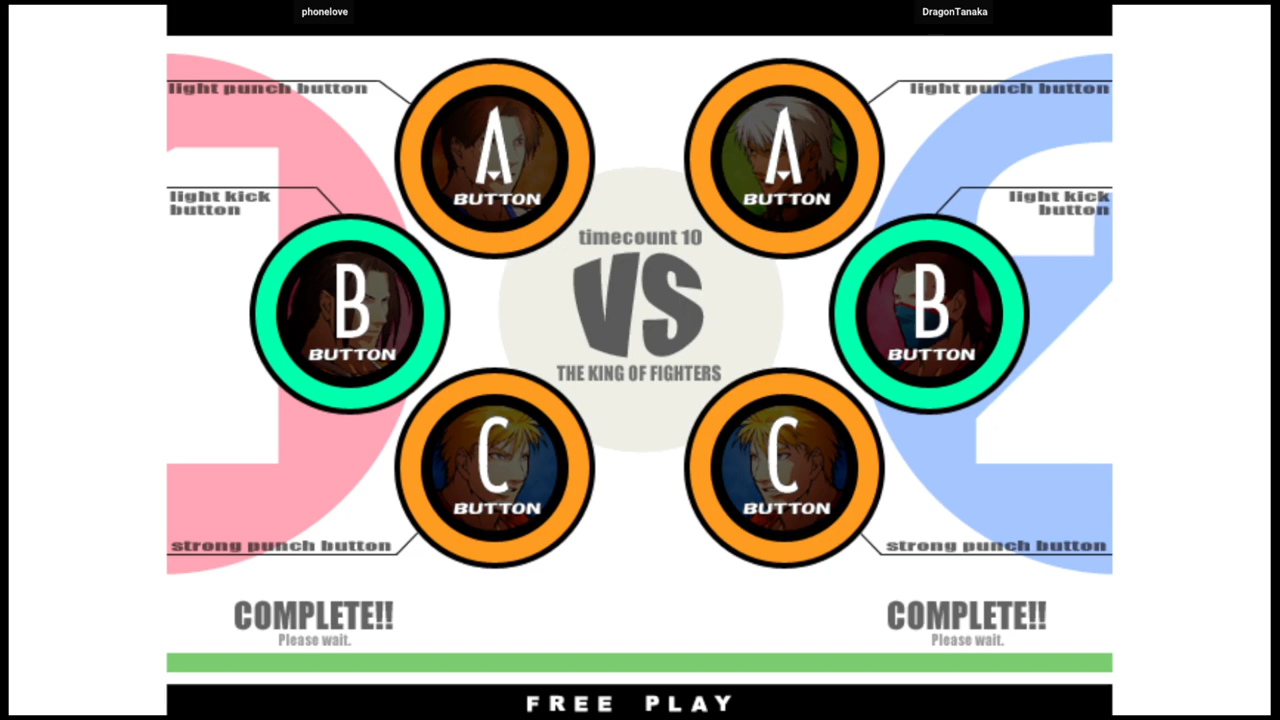 phonelove
DragonTanaka
light punch button
light punch button
A
BUTTON
A
BUTTON
light kick
button
light kick
button
timecount 10
VS
THE KING OF FIGHTERS
B
BUTTON
B
BUTTON
C
BUTTON
C
BUTTON
strong punch button
strong punch button
1
2
COMPLETE!!
Please wait.
COMPLETE!!
Please wait.
FREE PLAY